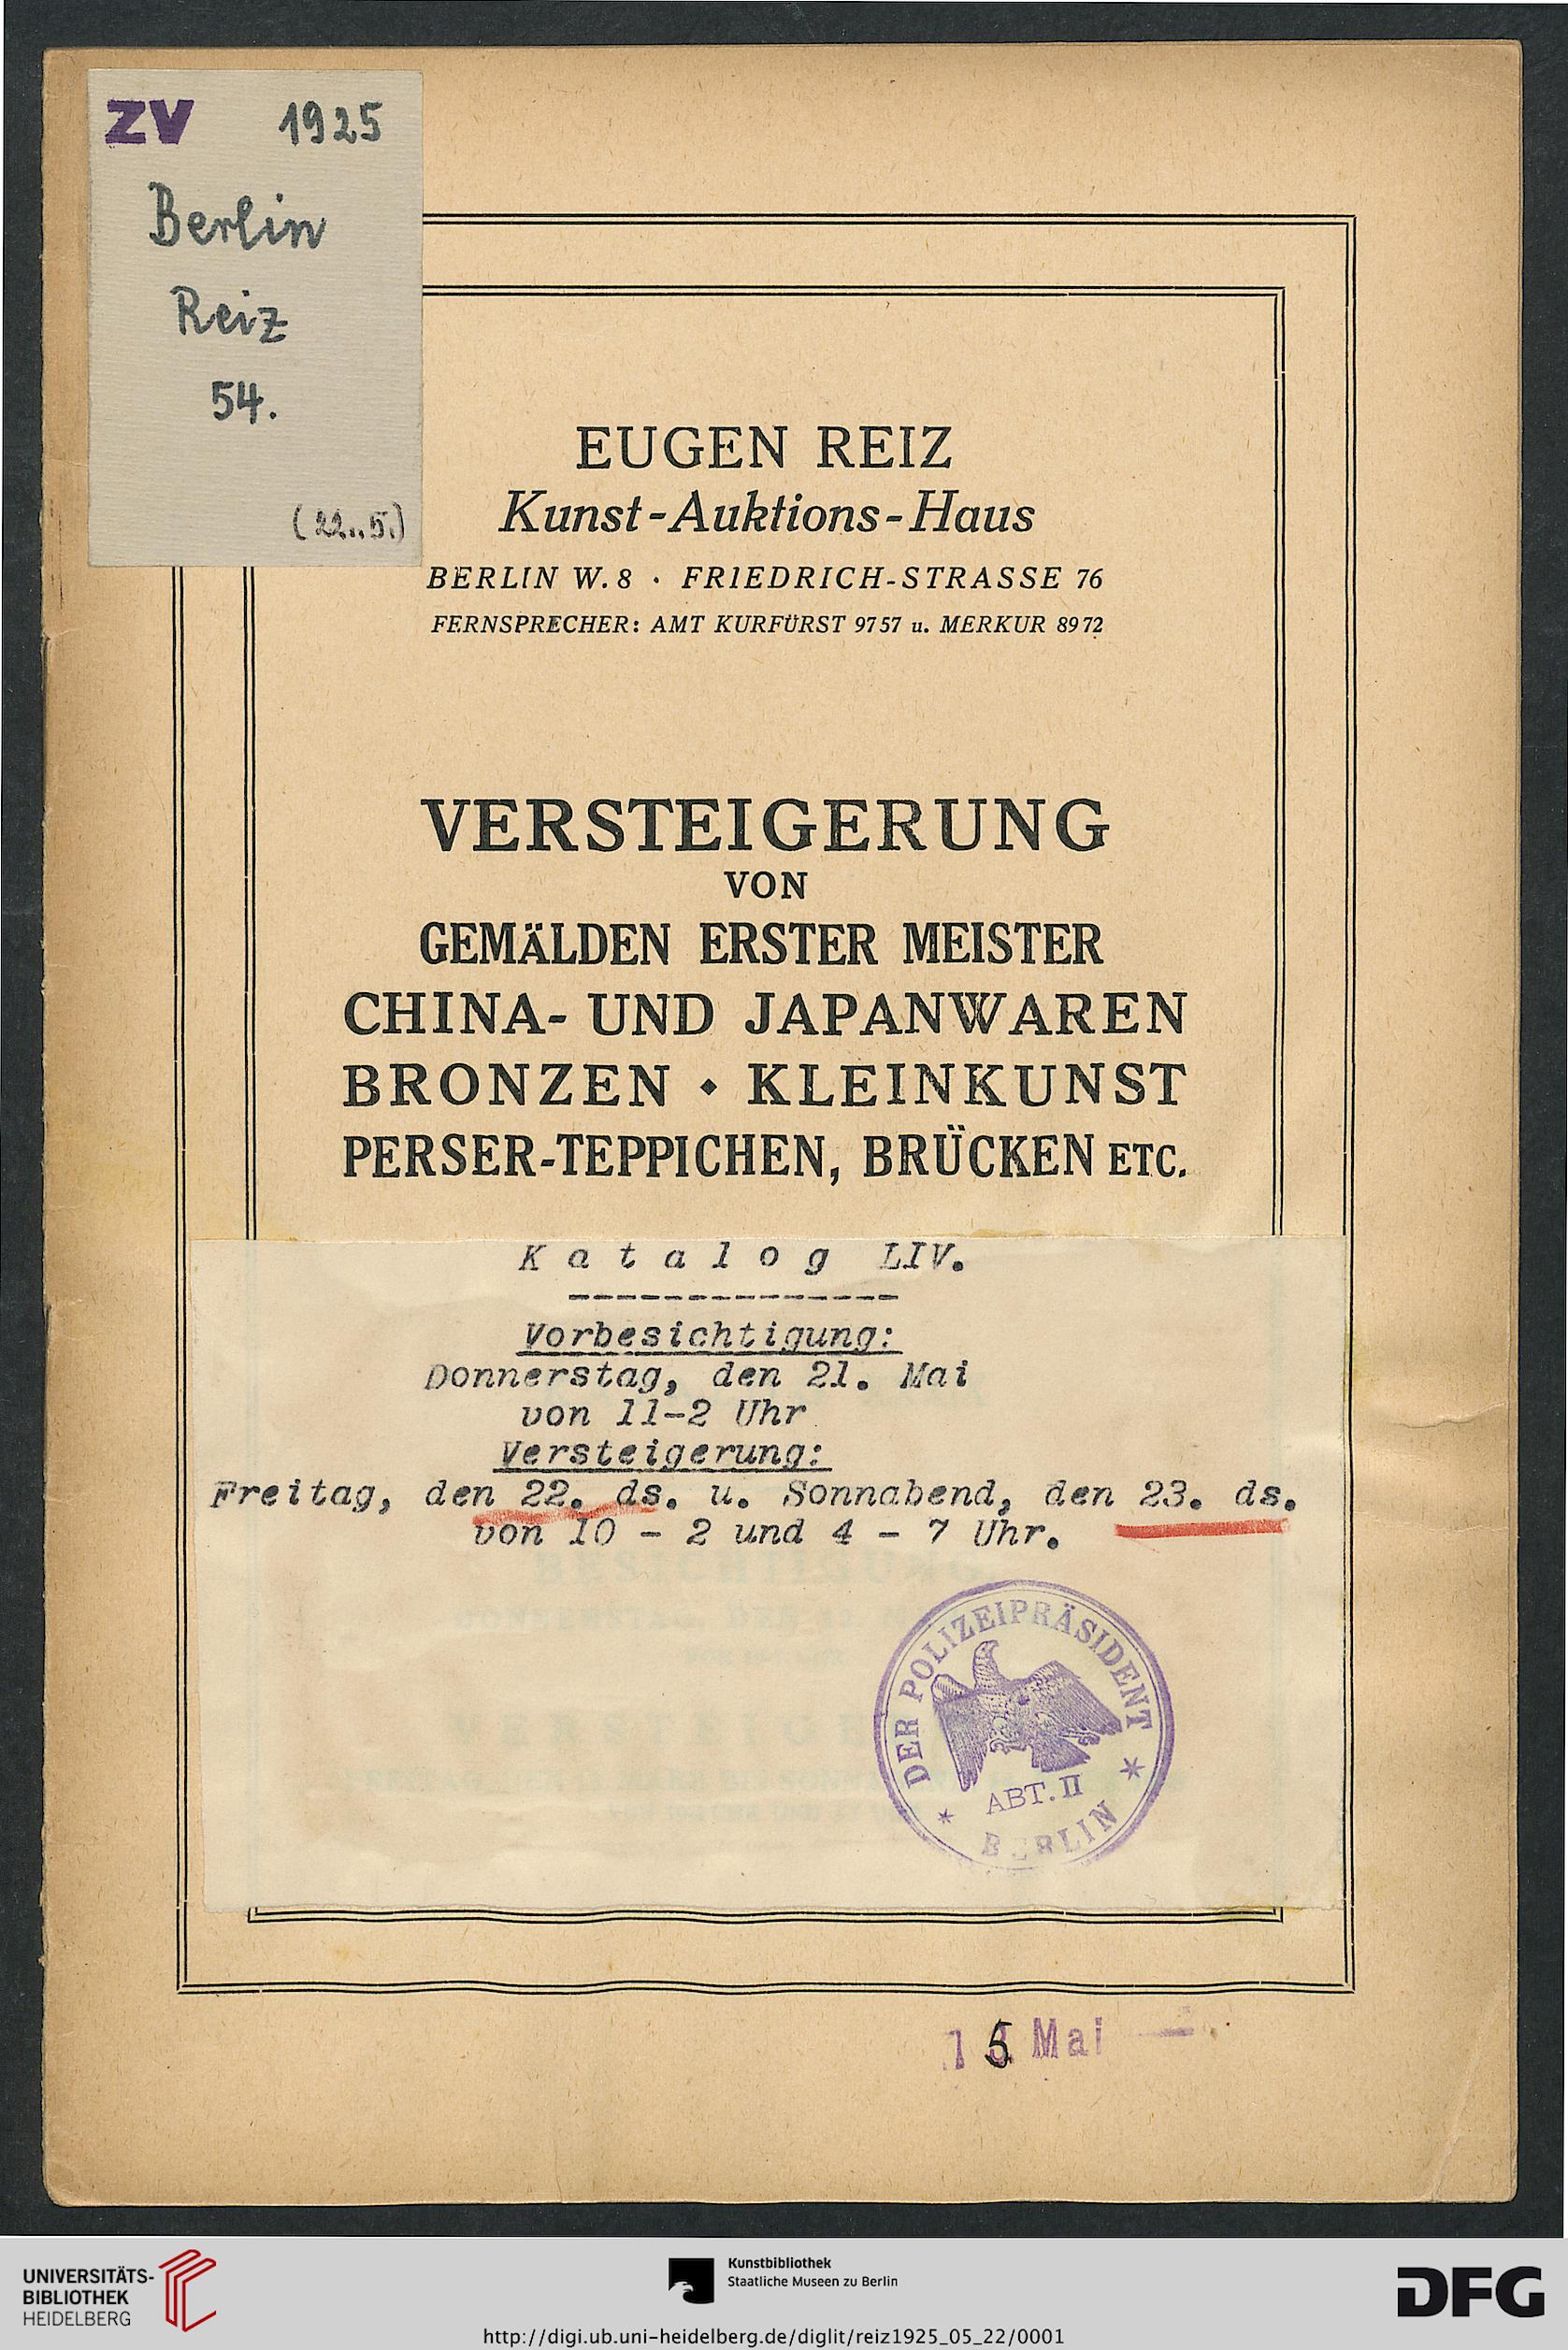 ZV 1925
Berlin
Reiz
54.
(22.5.)
EUGEN REIZ
Kunst-Auktions-Haus
BERLIN W. 8 · FRIEDRICH-STRASSE 76
FERNSPRECHER: AMT KURFÜRST 9757 u. MERKUR 8972
VERSTEIGERUNG
VON
GEMÄLDEN ERSTER MEISTER
CHINA- UND JAPANWAREN
BRONZEN • KLEINKUNST
PERSER-TEPPICHEN, BRÜCKEN ETC.
Katalog LIV.
---------------
Vorbesichtigung:
Donnerstag, den 21. Mai
von 11-2 Uhr
Versteigerung:
Freitag, den 22. ds. u. Sonnabend, den 23. ds.
von 10 - 2 und 4 - 7 Uhr.
DER POLIZEIPRÄSIDENT
ABT. II
* BERLIN *
15 Mai
UNIVERSITÄTS-
BIBLIOTHEK
HEIDELBERG
Kunstbibliothek
Staatliche Museen zu Berlin
DFG
http://digi.ub.uni-heidelberg.de/diglit/reiz1925_05_22/0001